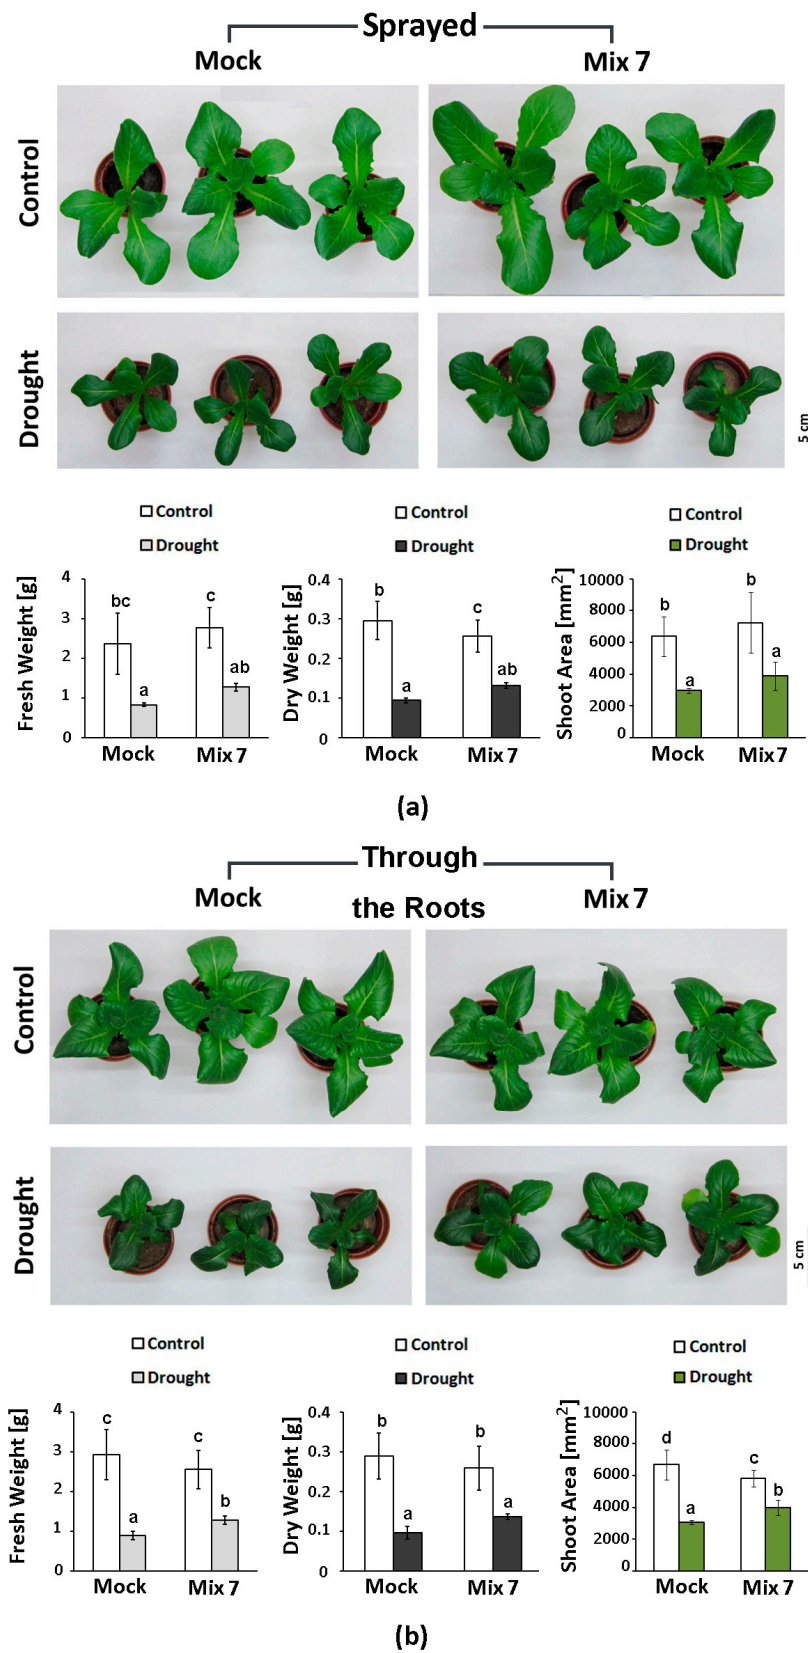 Sprayed
Mock Mix 7
Control
Drought
5 cm
Control Control Control
Drought Drought Drought
Fresh Weight [g]
4
3
2
1
0
bc
a
c
ab
Mock Mix 7
Dry Weight [g]
0.4
0.3
0.2
0.1
0
b
a
c
ab
Mock Mix 7
Shoot Area [mm²]
10000
8000
6000
4000
2000
0
b
a
b
a
Mock Mix 7
(a)
Through
the Roots
Mock Mix 7
Control
Drought
5 cm
Control Control Control
Drought Drought Drought
Fresh Weight [g]
4
3
2
1
0
c
a
c
b
Mock Mix 7
Dry Weight [g]
0.4
0.3
0.2
0.1
0
b
a
b
a
Mock Mix 7
Shoot Area [mm²]
10000
8000
6000
4000
2000
0
d
a
c
b
Mock Mix 7
(b)